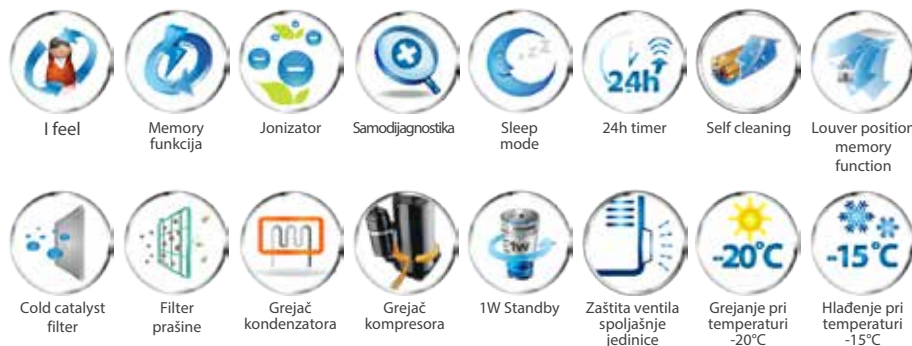 24h
I feel
Memory
funkcija
Jonizator
Samodijagnostika
Sleep
mode
24h timer
Self cleaning
Louver position
memory
function
1W
-20°C
-15°C
Cold catalyst
filter
Filter
prašine
Grejač
kondenzatora
Grejač
kompresora
1W Standby
Zaštita ventila
spoljašnje
jedinice
Grejanje pri
temperaturi
-20°C
Hlađenje pri
temperaturi
-15°C